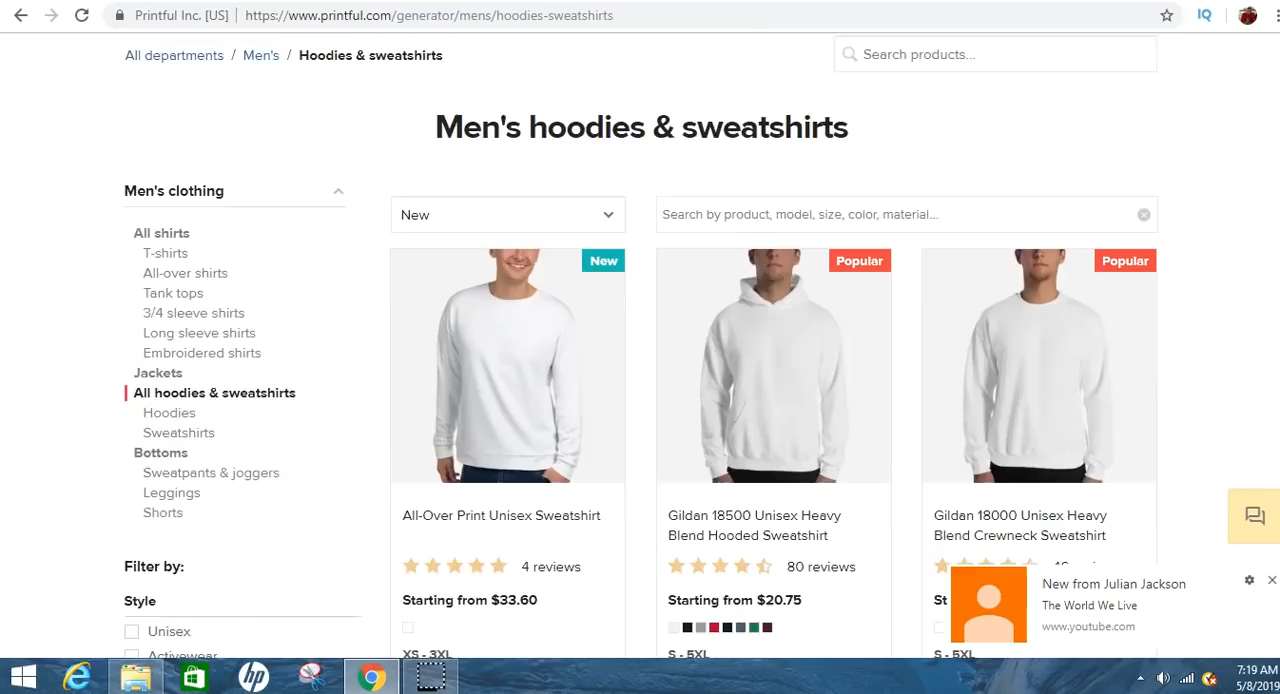 Printful Inc. [US] | https://www.printful.com/generator/mens/hoodies-sweatshirts
IQ
All departments / Men's / Hoodies & sweatshirts
Search products...
Men's hoodies & sweatshirts
Men's clothing
All shirts
T-shirts
All-over shirts
Tank tops
3/4 sleeve shirts
Long sleeve shirts
Embroidered shirts
Jackets
All hoodies & sweatshirts
Hoodies
Sweatshirts
Bottoms
Sweatpants & joggers
Leggings
Shorts
Filter by:
Style
Unisex
Activewear
New
Search by product, model, size, color, material...
New
All-Over Print Unisex Sweatshirt
4 reviews
Starting from $33.60
XS - 3XL
Popular
Gildan 18500 Unisex Heavy
Blend Hooded Sweatshirt
80 reviews
Starting from $20.75
S - 5XL
Popular
Gildan 18000 Unisex Heavy
Blend Crewneck Sweatshirt
St
S - 5XL
New from Julian Jackson
The World We Live
www.youtube.com
hp
7:19 AM
5/8/2019